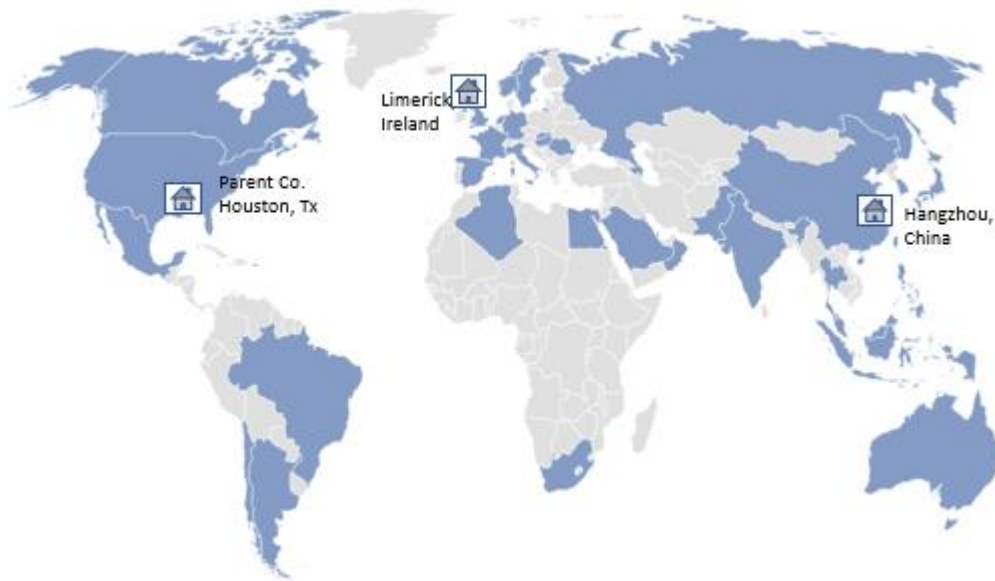 Limerick
Ireland
Parent Co.
Houston, Tx
Hangzhou,
China